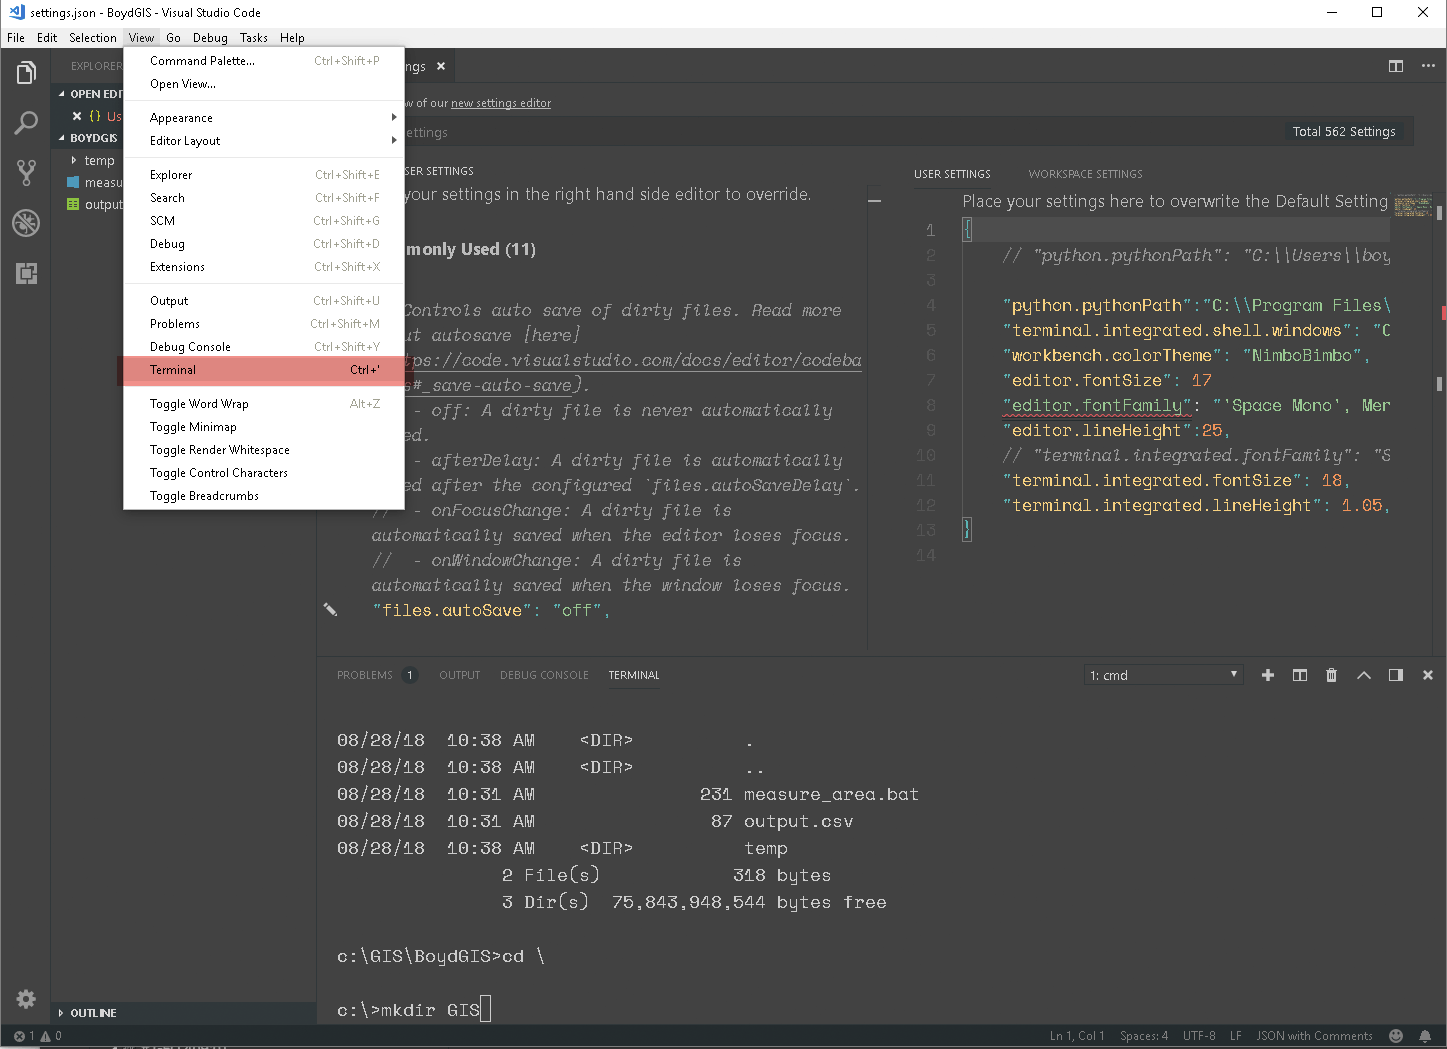 settings.json - BoydGIS - Visual Studio Code
File Edit Selection View Go Debug Tasks Help
EXPLORER
OPEN EDI
{} Us
BOYDGIS
temp
measu
output
OUTLINE
Command Palette... Ctrl+Shift+P
Open View...
Appearance
Editor Layout
Explorer Ctrl+Shift+E
Search Ctrl+Shift+F
SCM Ctrl+Shift+G
Debug Ctrl+Shift+D
Extensions Ctrl+Shift+X
Output Ctrl+Shift+U
Problems Ctrl+Shift+M
Debug Console Ctrl+Shift+Y
Terminal Ctrl+'
Toggle Word Wrap Alt+Z
Toggle Minimap
Toggle Render Whitespace
Toggle Control Characters
Toggle Breadcrumbs
ngs
w of our new settings editor
ettings
Total 562 Settings
SER SETTINGS
your settings in the right hand side editor to override.
monly Used (11)
Controls auto save of dirty files. Read more
ut autosave [here]
tps://code.visualstudio.com/docs/editor/codeba
s#_save-auto-save).
- off: A dirty file is never automatically
ed.
- afterDelay: A dirty file is automatically
ed after the configured `files.autoSaveDelay`.
// - onFocusChange: A dirty file is
automatically saved when the editor loses focus.
// - onWindowChange: A dirty file is
automatically saved when the window loses focus.
"files.autoSave": "off",
USER SETTINGS WORKSPACE SETTINGS
Place your settings here to overwrite the Default Setting
1 {
2 // "python.pythonPath": "C:\\Users\\boy
3
4 "python.pythonPath":"C:\\Program Files\
5 "terminal.integrated.shell.windows": "C
6 "workbench.colorTheme": "NimboBimbo",
7 "editor.fontSize": 17
8 "editor.fontFamily": "'Space Mono', Mer
9 "editor.lineHeight":25,
10 // "terminal.integrated.fontFamily": "S
11 "terminal.integrated.fontSize": 18,
12 "terminal.integrated.lineHeight": 1.05,
13 }
14
PROBLEMS 1 OUTPUT DEBUG CONSOLE TERMINAL 1: cmd
08/28/18 10:38 AM <DIR> .
08/28/18 10:38 AM <DIR> ..
08/28/18 10:31 AM 231 measure_area.bat
08/28/18 10:31 AM 87 output.csv
08/28/18 10:38 AM <DIR> temp
2 File(s) 318 bytes
3 Dir(s) 75,843,948,544 bytes free
c:\GIS\BoydGIS>cd \
c:\>mkdir GIS
1 0 Ln 1, Col 1 Spaces: 4 UTF-8 LF JSON with Comments